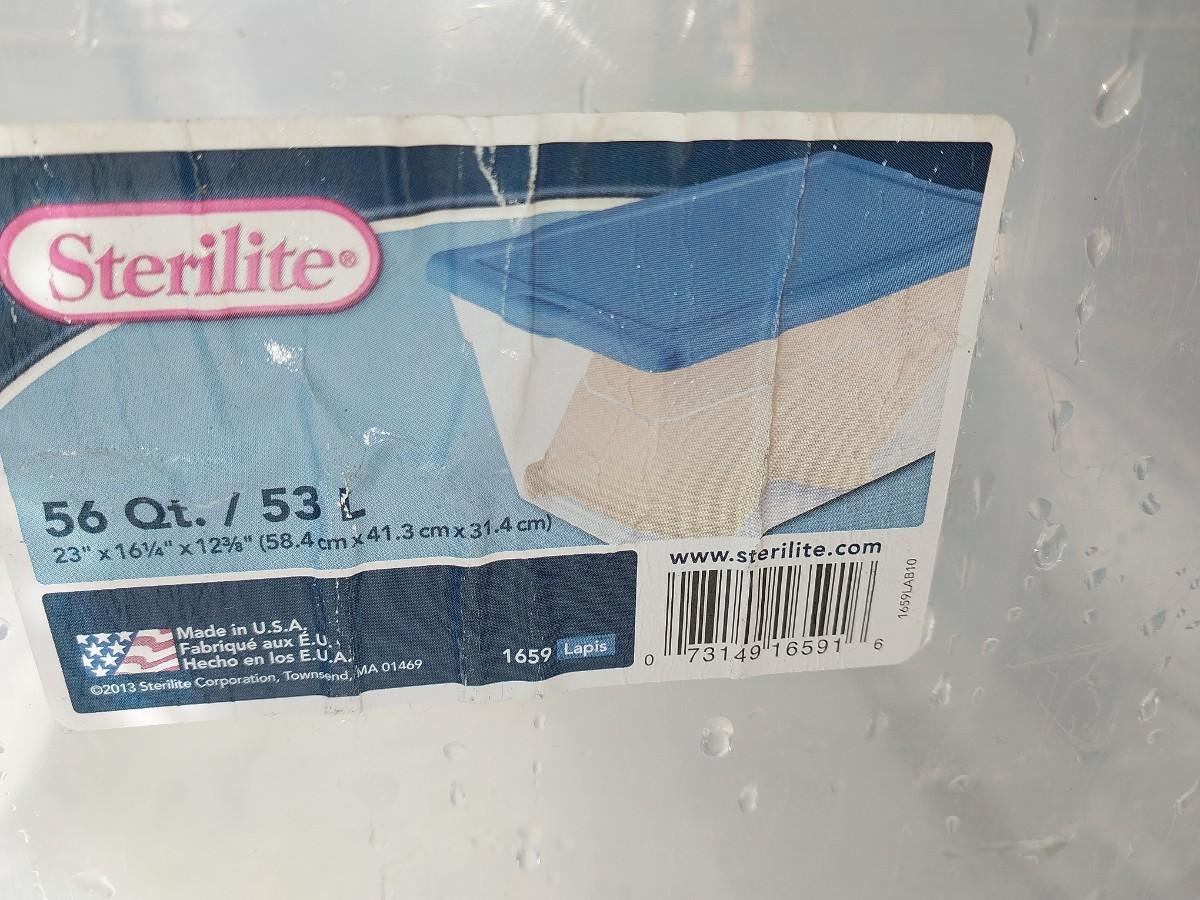 Sterilite®
56 Qt. / 53 L
23" x 16¼" x 12⅜" (58.4 cm x 41.3 cm x 31.4 cm)
Made in U.S.A.
Fabriqué aux É.U.
Hecho en los E.U.A.
©2013 Sterilite Corporation, Townsend, MA 01469
1659 Lapis
www.sterilite.com
0 73149 16591 6
1659LAB10